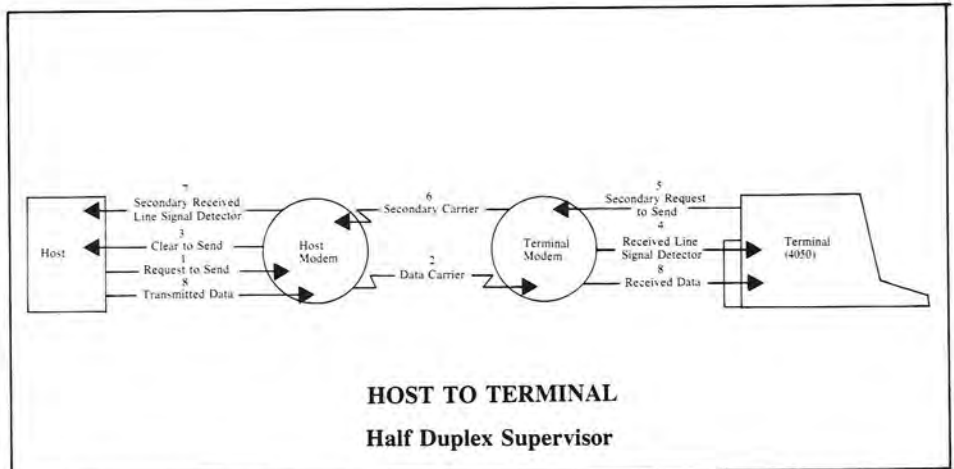 7
Secondary Received
Line Signal Detector
3
Clear to Send
1
Request to Send
8
Transmitted Data
Host
Host
Modem
6
Secondary Carrier
2
Data Carrier
Terminal
Modem
5
Secondary Request
to Send
4
Received Line
Signal Detector
8
Received Data
Terminal
(4050)
HOST TO TERMINAL
Half Duplex Supervisor